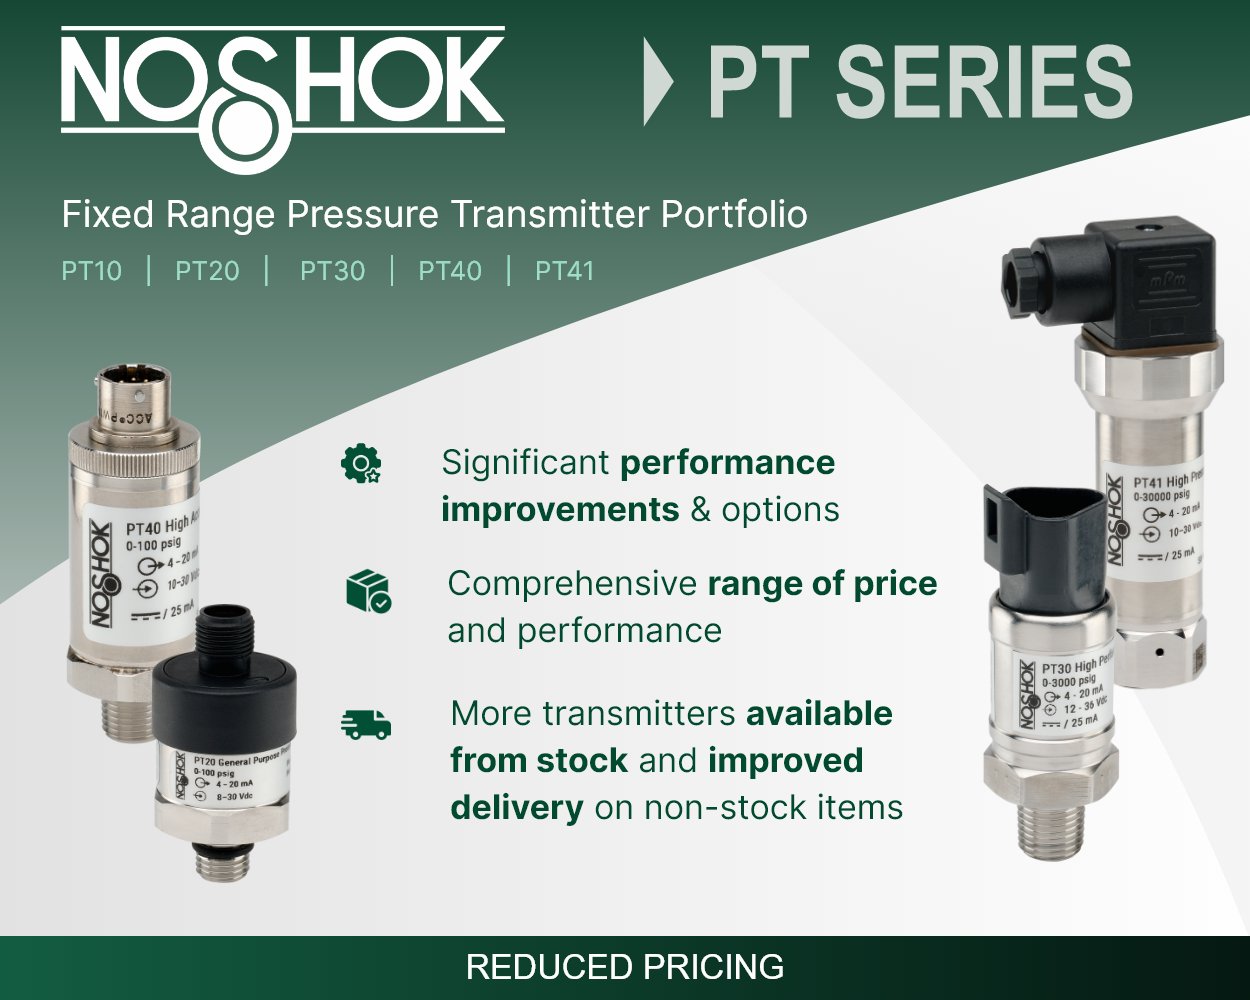 NOSHOK
PT SERIES
Fixed Range Pressure Transmitter Portfolio
PT10 | PT20 | PT30 | PT40 | PT41
Significant performance
improvements & options
Comprehensive range of price
and performance
More transmitters available
from stock and improved
delivery on non-stock items
NOSHOK
PT40 High
0-100 psig
4 - 20
10-30
/ 25 mA
NOSHOK
PT20 General Purpose
0-100 psig
4 - 20 mA
8-30 Vdc
NOSHOK
PT41 High
0-30000 psig
4 - 20 mA
10-30 Vdc
/ 25 mA
NOSHOK
PT30 High
0-3000 psig
4 - 20 mA
12 - 36 Vdc
/ 25 mA
REDUCED PRICING